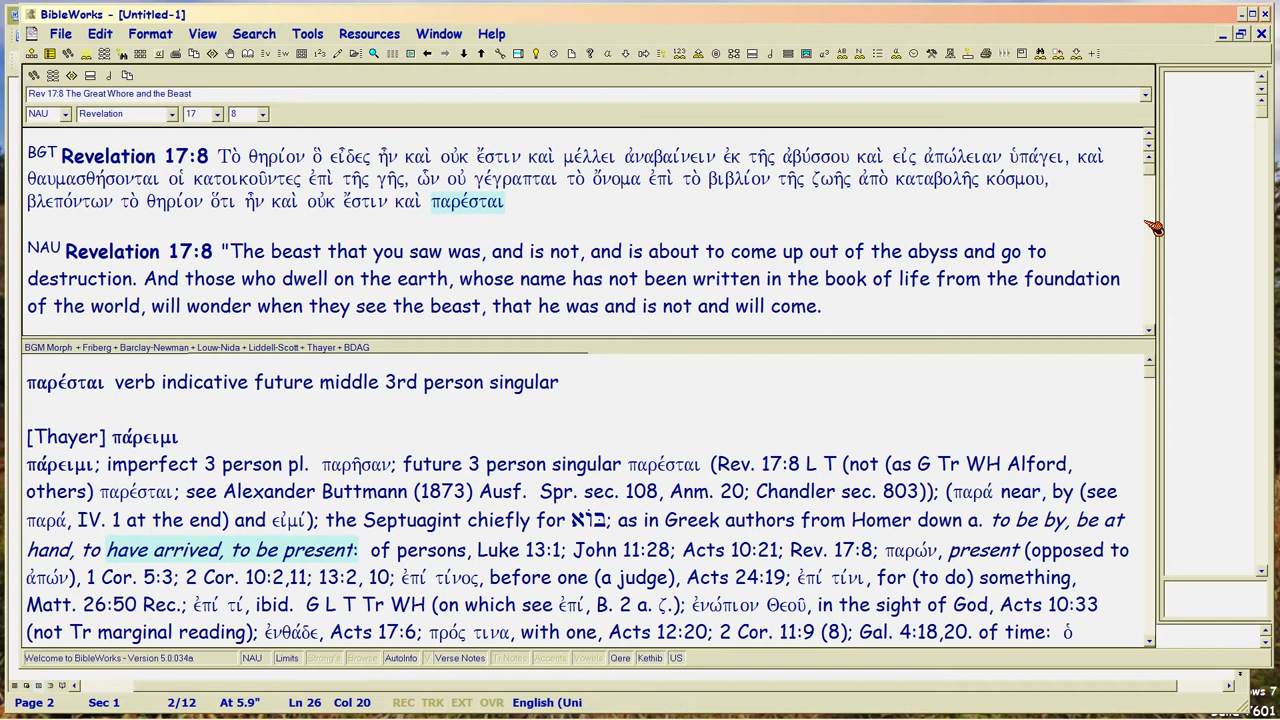 BibleWorks - [Untitled-1]
File Edit Format View Search Tools Resources Window Help
Rev 17:8 The Great Whore and the Beast
NAU Revelation 17 8
BGT Revelation 17:8 Τὸ θηρίον ὃ εἶδες ἦν καὶ οὐκ ἔστιν καὶ μέλλει ἀναβαίνειν ἐκ τῆς ἀβύσσου καὶ εἰς ἀπώλειαν ὑπάγει, καὶ
θαυμασθήσονται οἱ κατοικοῦντες ἐπὶ τῆς γῆς, ὧν οὐ γέγραπται τὸ ὄνομα ἐπὶ τὸ βιβλίον τῆς ζωῆς ἀπὸ καταβολῆς κόσμου,
βλεπόντων τὸ θηρίον ὅτι ἦν καὶ οὐκ ἔστιν καὶ παρέσται
NAU Revelation 17:8 "The beast that you saw was, and is not, and is about to come up out of the abyss and go to
destruction. And those who dwell on the earth, whose name has not been written in the book of life from the foundation
of the world, will wonder when they see the beast, that he was and is not and will come.
BGM Morph + Friberg + Barclay-Newman + Louw-Nida + Liddell-Scott + Thayer + BDAG
παρέσται verb indicative future middle 3rd person singular
[Thayer] πάρειμι
πάρειμι; imperfect 3 person pl. παρῆσαν; future 3 person singular παρέσται (Rev. 17:8 L T (not (as G Tr WH Alford,
others) παρέσται; see Alexander Buttmann (1873) Ausf. Spr. sec. 108, Anm. 20; Chandler sec. 803)); (παρά near, by (see
παρά, IV. 1 at the end) and εἰμί); the Septuagint chiefly for בּוֹא; as in Greek authors from Homer down a. to be by, be at
hand, to have arrived, to be present: of persons, Luke 13:1; John 11:28; Acts 10:21; Rev. 17:8; παρών, present (opposed to
ἀπών), 1 Cor. 5:3; 2 Cor. 10:2,11; 13:2, 10; ἐπί τίνος, before one (a judge), Acts 24:19; ἐπί τίνι, for (to do) something,
Matt. 26:50 Rec.; ἐπί τί, ibid. G L T Tr WH (on which see ἐπί, B. 2 a. ζ.); ἐνώπιον Θεοῦ, in the sight of God, Acts 10:33
(not Tr marginal reading); ἐνθάδε, Acts 17:6; πρός τινα, with one, Acts 12:20; 2 Cor. 11:9 (8); Gal. 4:18,20. of time: ὁ
Welcome to BibleWorks - Version 5.0.034a NAU Limits Strong's Browse AutoInfo V Verse Notes Tr Notes Accents Vowels Qere Kethib US
Page 2 Sec 1 2/12 At 5.9" Ln 26 Col 20 REC TRK EXT OVR English (Uni